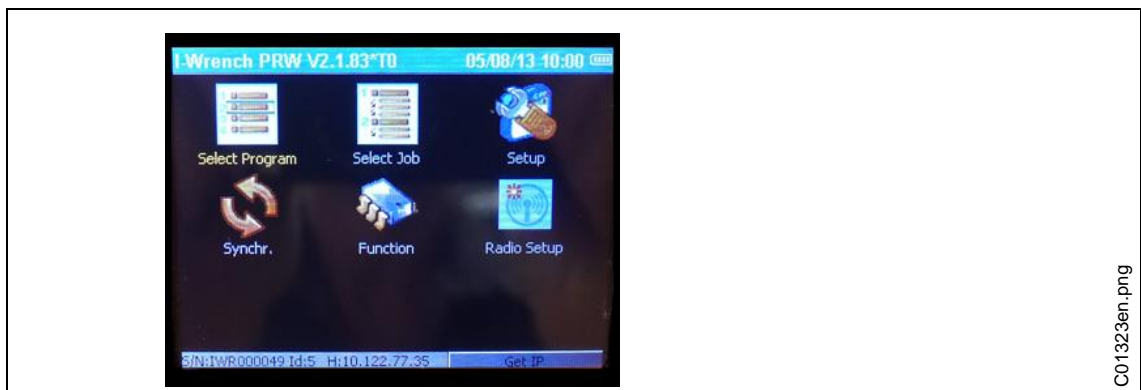 I-Wrench PRW V2.1.83*T0 05/08/13 10:00
Select Program Select Job Setup
Synchr. Function Radio Setup
S/N:IWR000049 Id:5 H:10.122.77.35 Get IP
C01323en.png